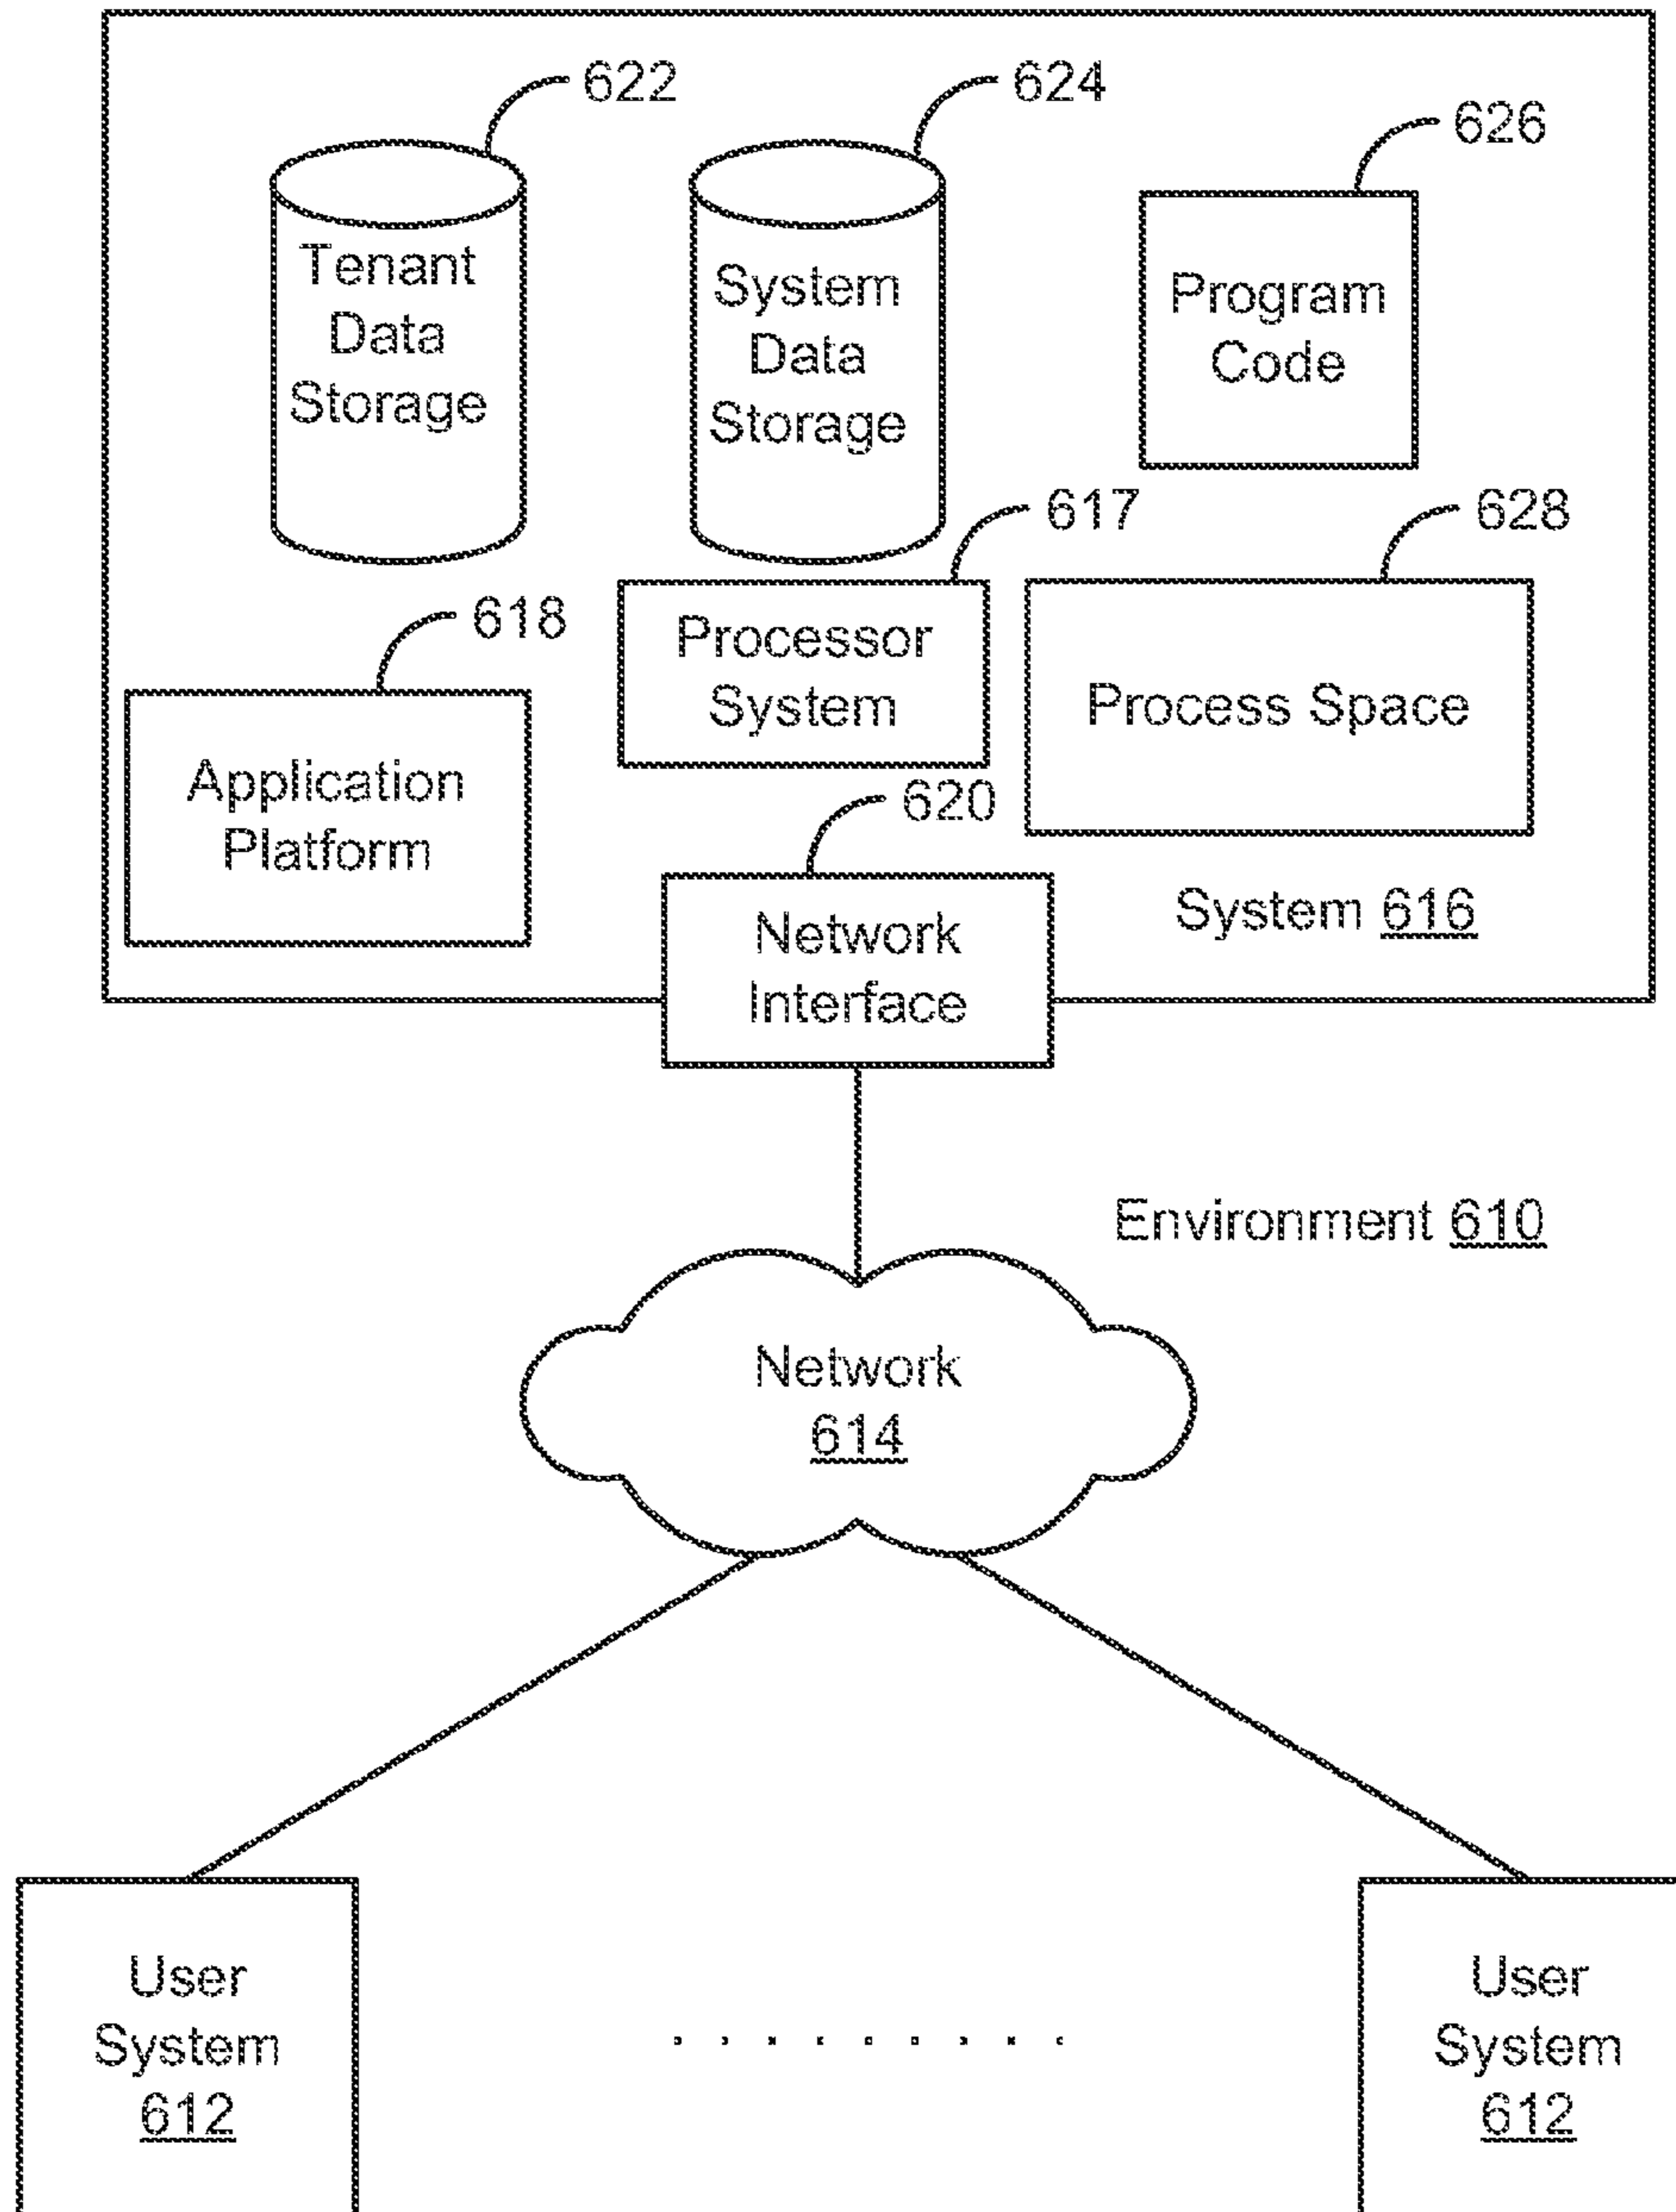 622
624
626
Tenant
Data
Storage
System
Data
Storage
Program
Code
617
628
618
Processor
System
Process Space
Application
Platform
620
Network
Interface
System 616
Environment 610
Network
614
User
System
612
User
System
612